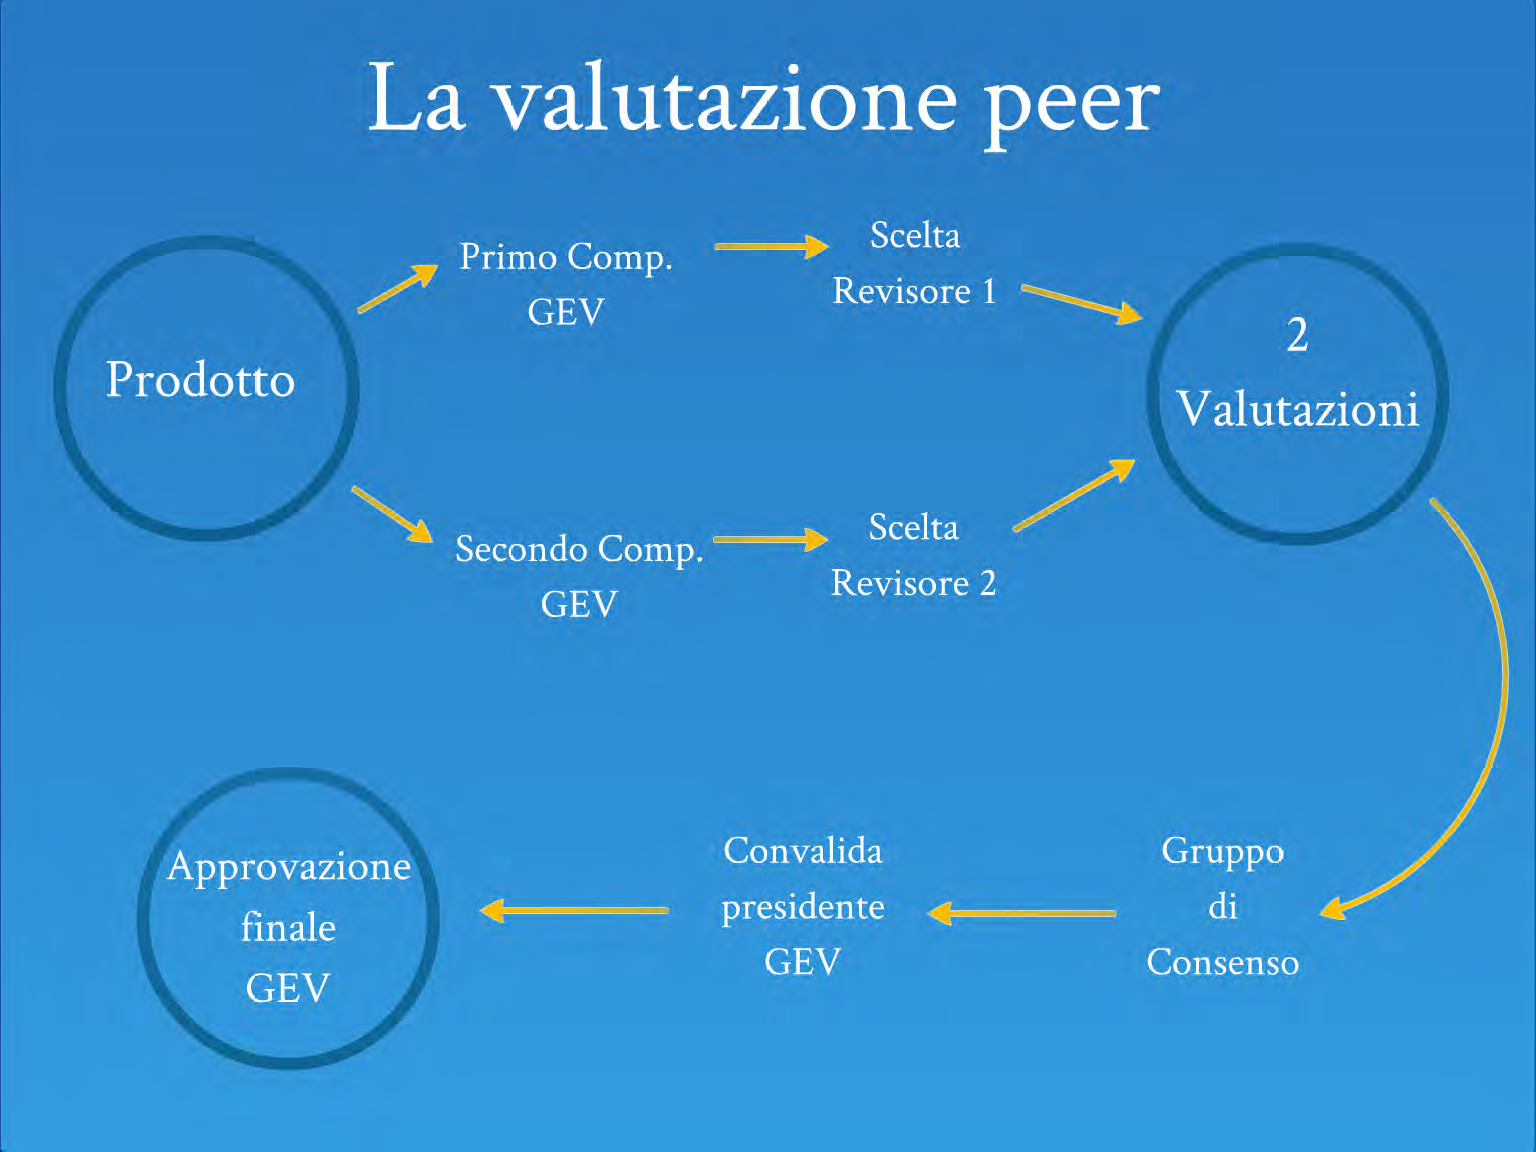 La valutazione peer
Prodotto
Primo Comp.
GEV
Scelta
Revisore 1
Secondo Comp.
GEV
Scelta
Revisore 2
2
Valutazioni
Gruppo
di
Consenso
Convalida
presidente
GEV
Approvazione
finale
GEV